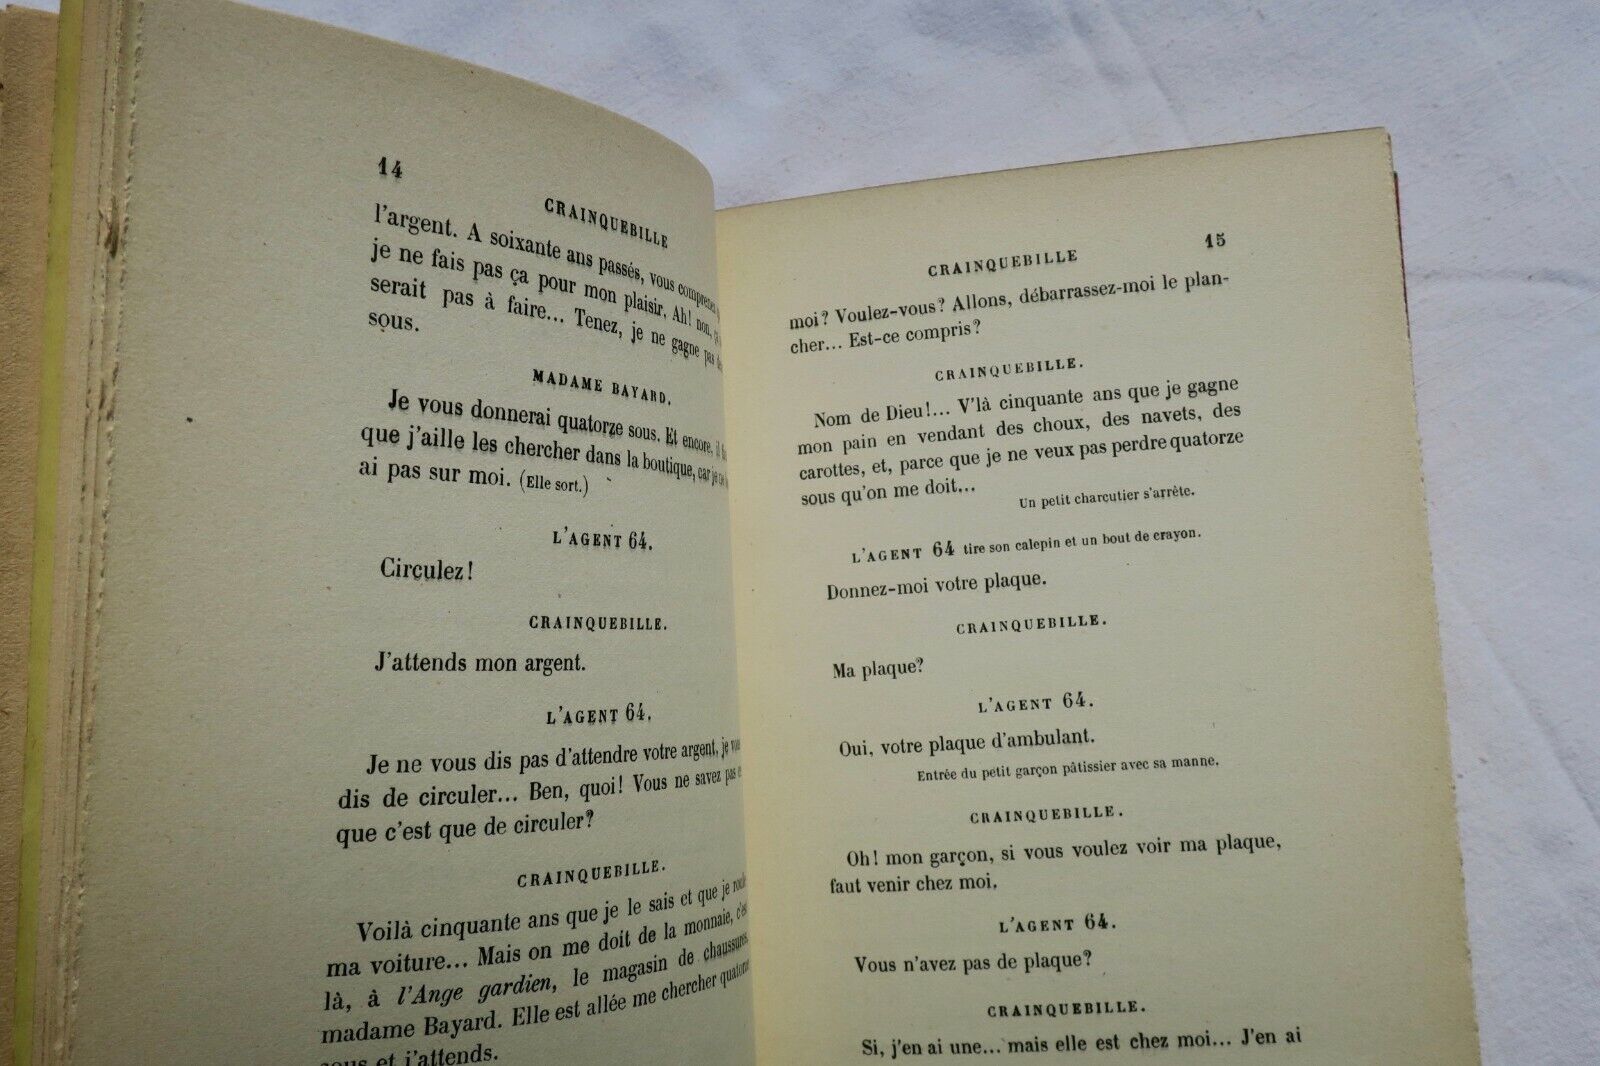 14
CRAINQUEBILLE
l'argent. A soixante ans passés, vous comprenez
je ne fais pas ça pour mon plaisir. Ah! non, ça
serait pas à faire... Tenez, je ne gagne pas
sous.
MADAME BAYARD.
Je vous donnerai quatorze sous. Et encore, il
que j'aille les chercher dans la boutique, car je
ai pas sur moi. (Elle sort.)
L'AGENT 64.
Circulez!
CRAINQUEBILLE.
J'attends mon argent.
L'AGENT 64.
Je ne vous dis pas d'attendre votre argent, je vous
dis de circuler... Ben, quoi! Vous ne savez pas
que c'est que de circuler?
CRAINQUEBILLE.
Voilà cinquante ans que je le sais et que je roule
ma voiture... Mais on me doit de la monnaie, c'est
là, à l'Ange gardien, le magasin de chaussures.
madame Bayard. Elle est allée me chercher quatorze
sous et j'attends.
CRAINQUEBILLE
15
moi? Voulez-vous? Allons, débarrassez-moi le plan-
cher... Est-ce compris?
CRAINQUEBILLE.
Nom de Dieu!... V'là cinquante ans que je gagne
mon pain en vendant des choux, des navets, des
carottes, et, parce que je ne veux pas perdre quatorze
sous qu'on me doit...
Un petit charcutier s'arrête.
L'AGENT 64 tire son calepin et un bout de crayon.
Donnez-moi votre plaque.
CRAINQUEBILLE.
Ma plaque?
L'AGENT 64.
Oui, votre plaque d'ambulant.
Entrée du petit garçon pâtissier avec sa manne.
CRAINQUEBILLE.
Oh! mon garçon, si vous voulez voir ma plaque,
faut venir chez moi.
L'AGENT 64.
Vous n'avez pas de plaque?
CRAINQUEBILLE.
Si, j'en ai une... mais elle est chez moi... J'en ai